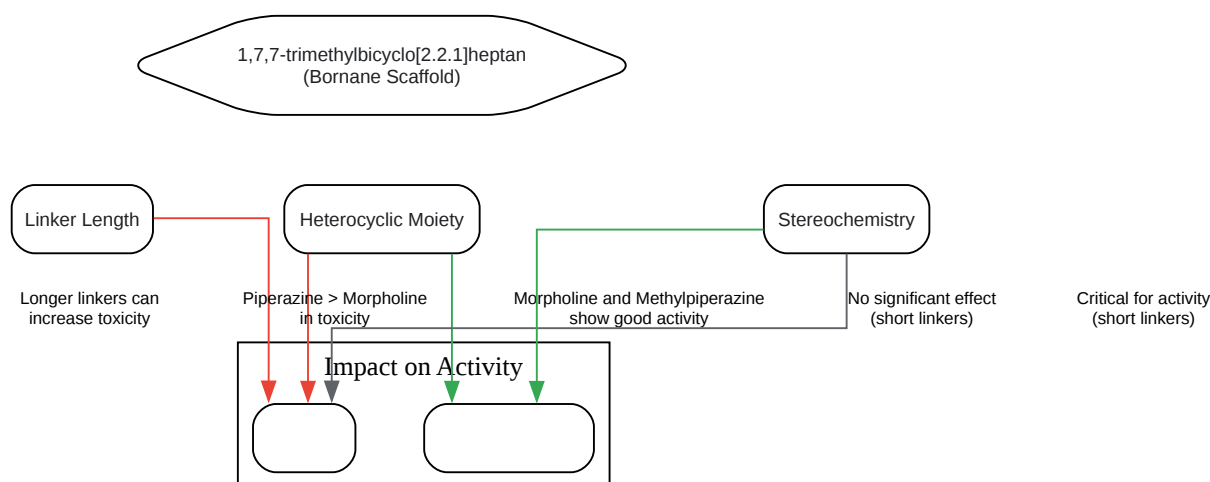 1,7,7-trimethylbicyclo[2.2.1]heptan
(Bornane Scaffold)
Linker Length
Heterocyclic Moiety
Stereochemistry
Longer linkers can
increase toxicity
Piperazine > Morpholine
in toxicity
Morpholine and Methylpiperazine
show good activity
No significant effect
(short linkers)
Critical for activity
(short linkers)
Impact on Activity